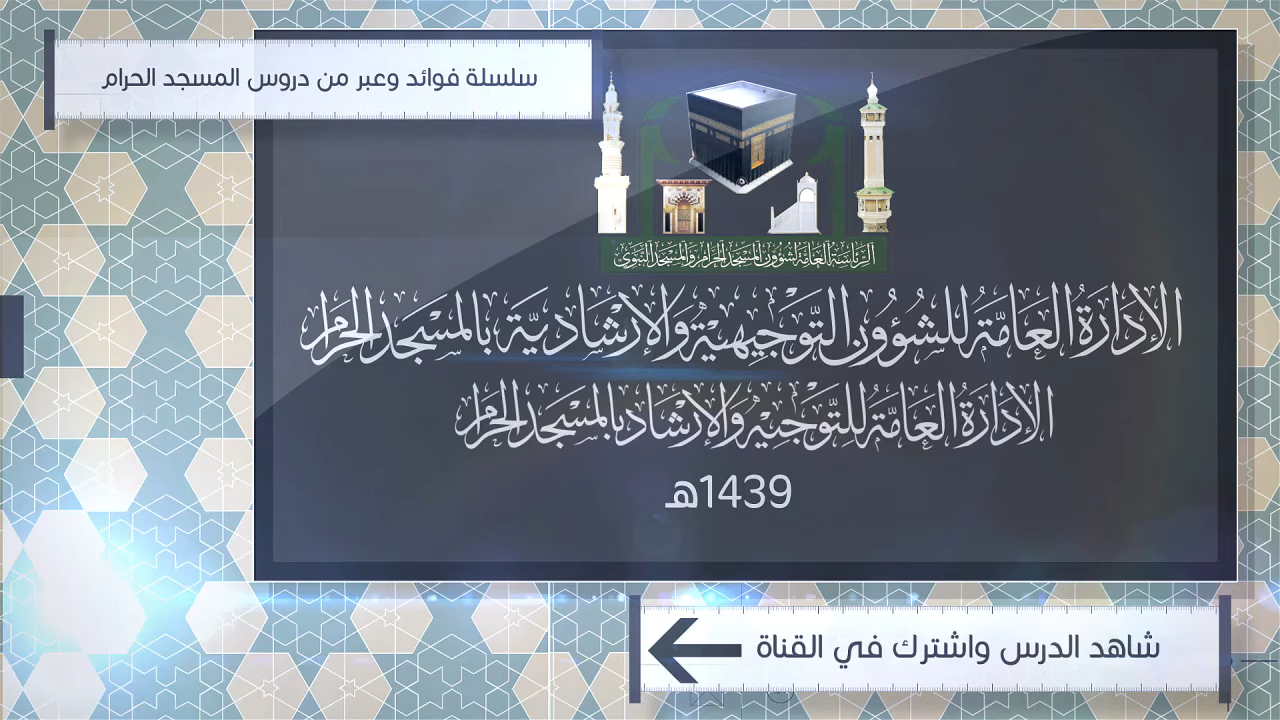 سلسلة فوائد وعبر من دروس المسجد الحرام
الرئاسة العامة لشؤون المسجد الحرام والمسجد النبوي
الإدارة العامة للشؤون التوجيهية والإرشادية بالمسجد الحرام
الإدارة العامة للتوجيه والإرشاد بالمسجد الحرام
1439هـ
شاهد الدرس واشترك في القناة